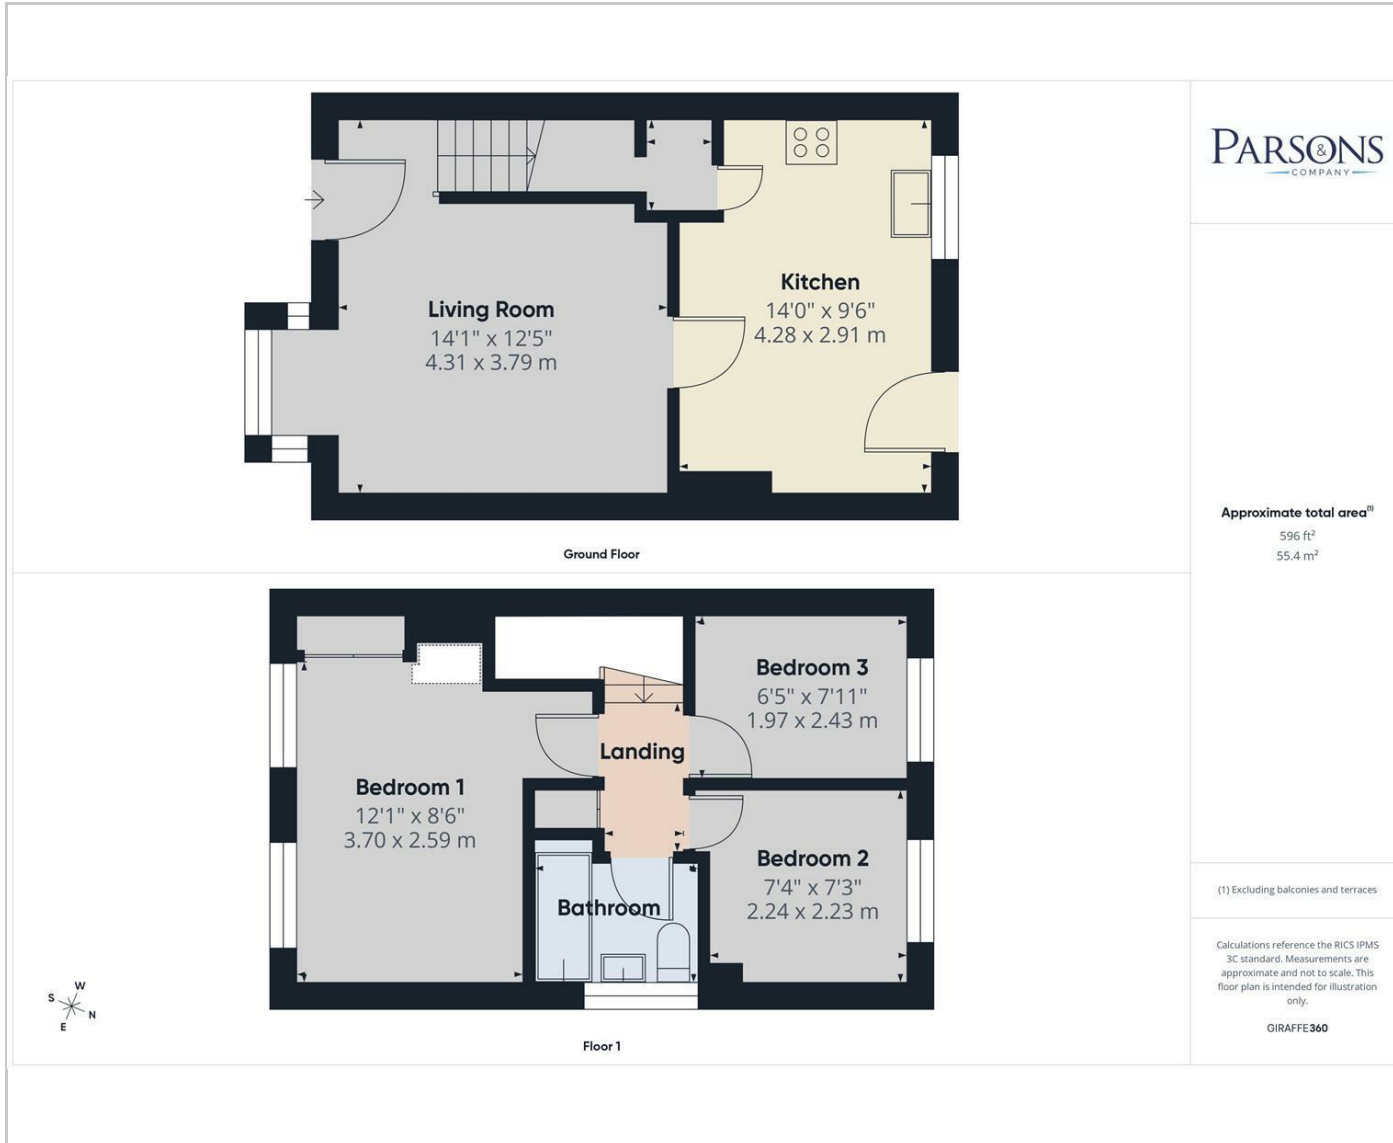 PARSONS
&
COMPANY
Living Room
14'1" x 12'5"
4.31 x 3.79 m
Kitchen
14'0" x 9'6"
4.28 x 2.91 m
Ground Floor
Approximate total area(1)
596 ft²
55.4 m²
Bedroom 3
6'5" x 7'11"
1.97 x 2.43 m
Landing
Bedroom 1
12'1" x 8'6"
3.70 x 2.59 m
Bedroom 2
7'4" x 7'3"
2.24 x 2.23 m
Bathroom
W
S
N
E
Floor 1
(1) Excluding balconies and terraces
Calculations reference the RICS IPMS
3C standard. Measurements are
approximate and not to scale. This
floor plan is intended for illustration
only.
GIRAFFE360